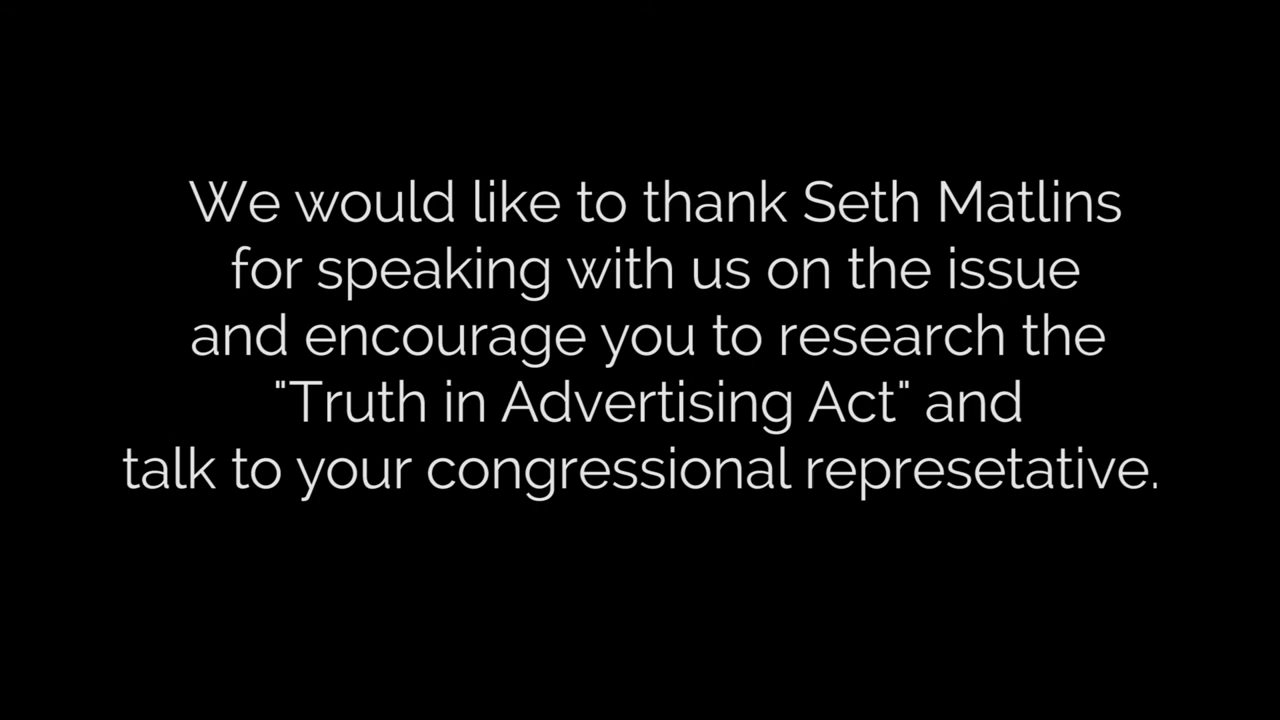 We would like to thank Seth Matlins
for speaking with us on the issue
and encourage you to research the
"Truth in Advertising Act" and
talk to your congressional represetative.